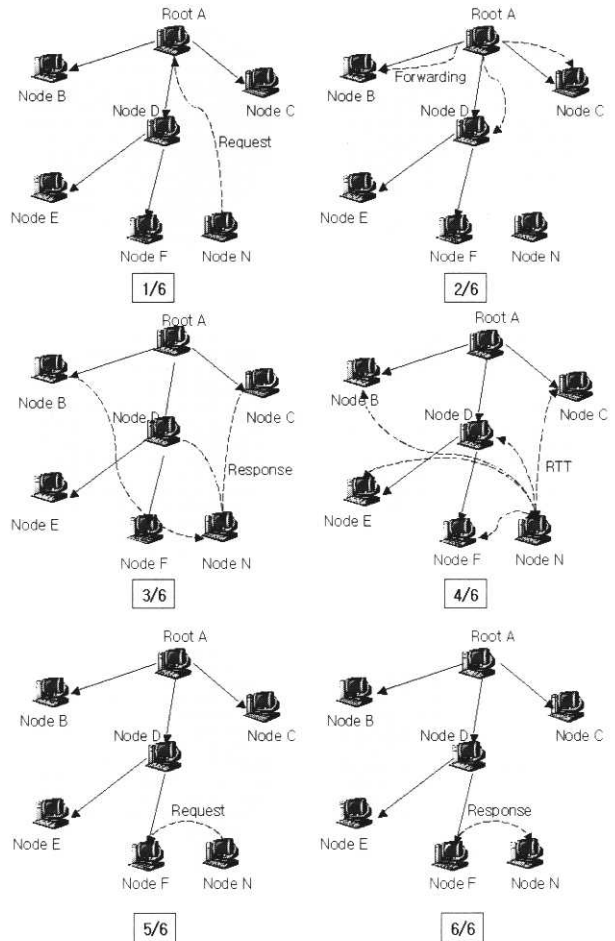 Root A
Node B
Node D
Node C
Request
Node E
Node F
Node N
1/6
Root A
Forwarding
Node B
Node D
Node C
Node E
Node F
Node N
2/6
Root A
Node B
Node D
Node C
Response
Node E
Node F
Node N
3/6
Root A
Node B
Node D
Node C
RTT
Node E
Node F
Node N
4/6
Root A
Node B
Node D
Node C
Request
Node E
Node F
Node N
5/6
Root A
Node B
Node D
Node C
Response
Node E
Node F
Node N
6/6